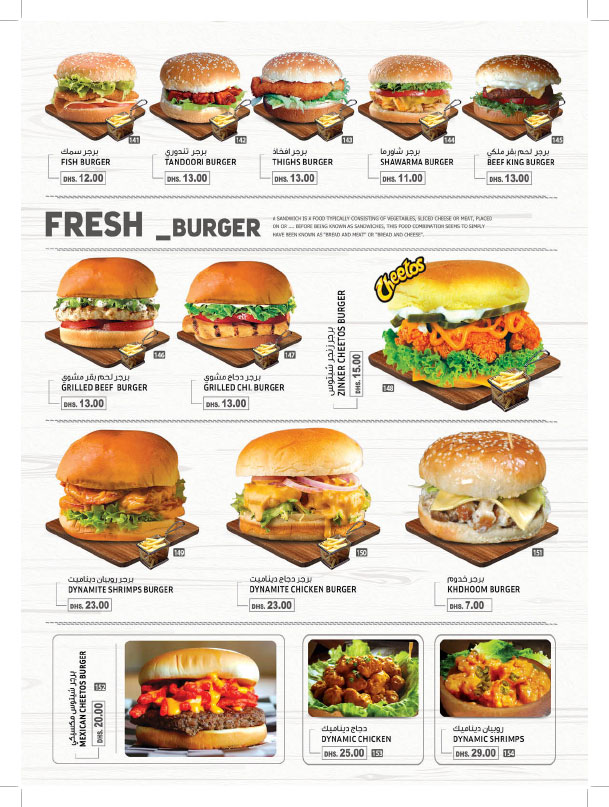 141
برجر سمك
FISH BURGER
DHS. 12.00
142
برجر تندوري
TANDOORI BURGER
DHS. 13.00
143
برجر افخاذ
THIGHS BURGER
DHS. 13.00
144
برجر شاورما
SHAWARMA BURGER
DHS. 11.00
145
برجر لحم بقر ملكي
BEEF KING BURGER
DHS. 13.00
FRESH _BURGER
A SANDWICH IS A FOOD TYPICALLY CONSISTING OF VEGETABLES, SLICED CHEESE OR MEAT, PLACED
ON OR .... BEFORE BEING KNOWN AS SANDWICHES, THIS FOOD COMBINATION SEEMS TO SIMPLY
HAVE BEEN KNOWN AS "BREAD AND MEAT" OR "BREAD AND CHEESE".
146
برجر لحم بقر مشوي
GRILLED BEEF BURGER
DHS. 13.00
147
برجر دجاج مشوي
GRILLED CHI. BURGER
DHS. 13.00
Cheetos
برجر زنجر شيتوس
ZINKER CHEETOS BURGER
DHS. 15.00
148
149
برجر روبيان ديناميت
DYNAMITE SHRIMPS BURGER
DHS. 23.00
150
برجر دجاج ديناميت
DYNAMITE CHICKEN BURGER
DHS. 23.00
151
برجر خدوم
KHDHOOM BURGER
DHS. 7.00
برجر شيتوس مكسيكي
MEXICAN CHEETOS BURGER
DHS. 20.00
152
دجاج ديناميك
DYNAMIC CHICKEN
DHS. 25.00 153
روبيان ديناميك
DYNAMIC SHRIMPS
DHS. 29.00 154